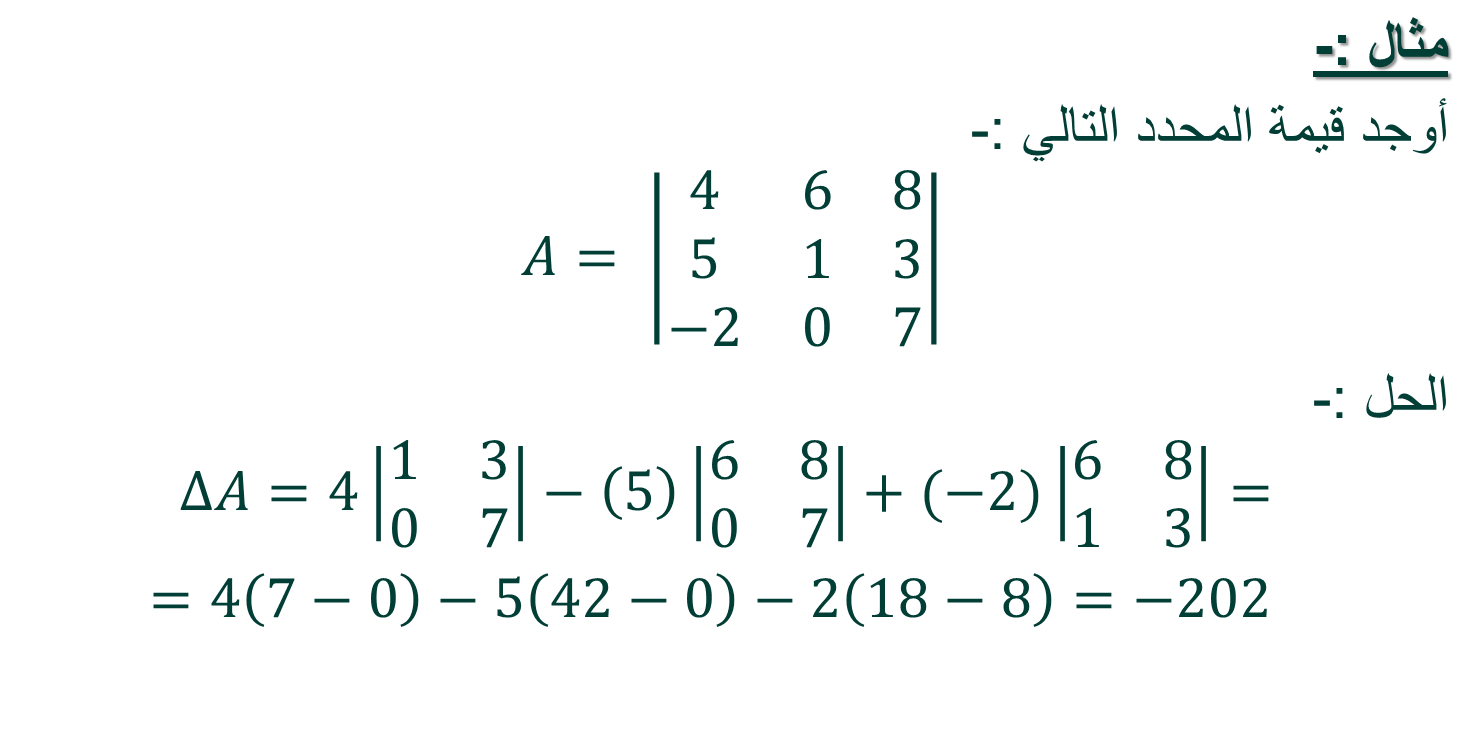 مثال :-
أوجد قيمة المحدد التالي :-
A = |4 6 8|
|5 1 3|
|−2 0 7|
الحل :-
ΔA = 4 |1 3; 0 7| − (5) |6 8; 0 7| + (−2) |6 8; 1 3| =
= 4(7 − 0) − 5(42 − 0) − 2(18 − 8) = −202